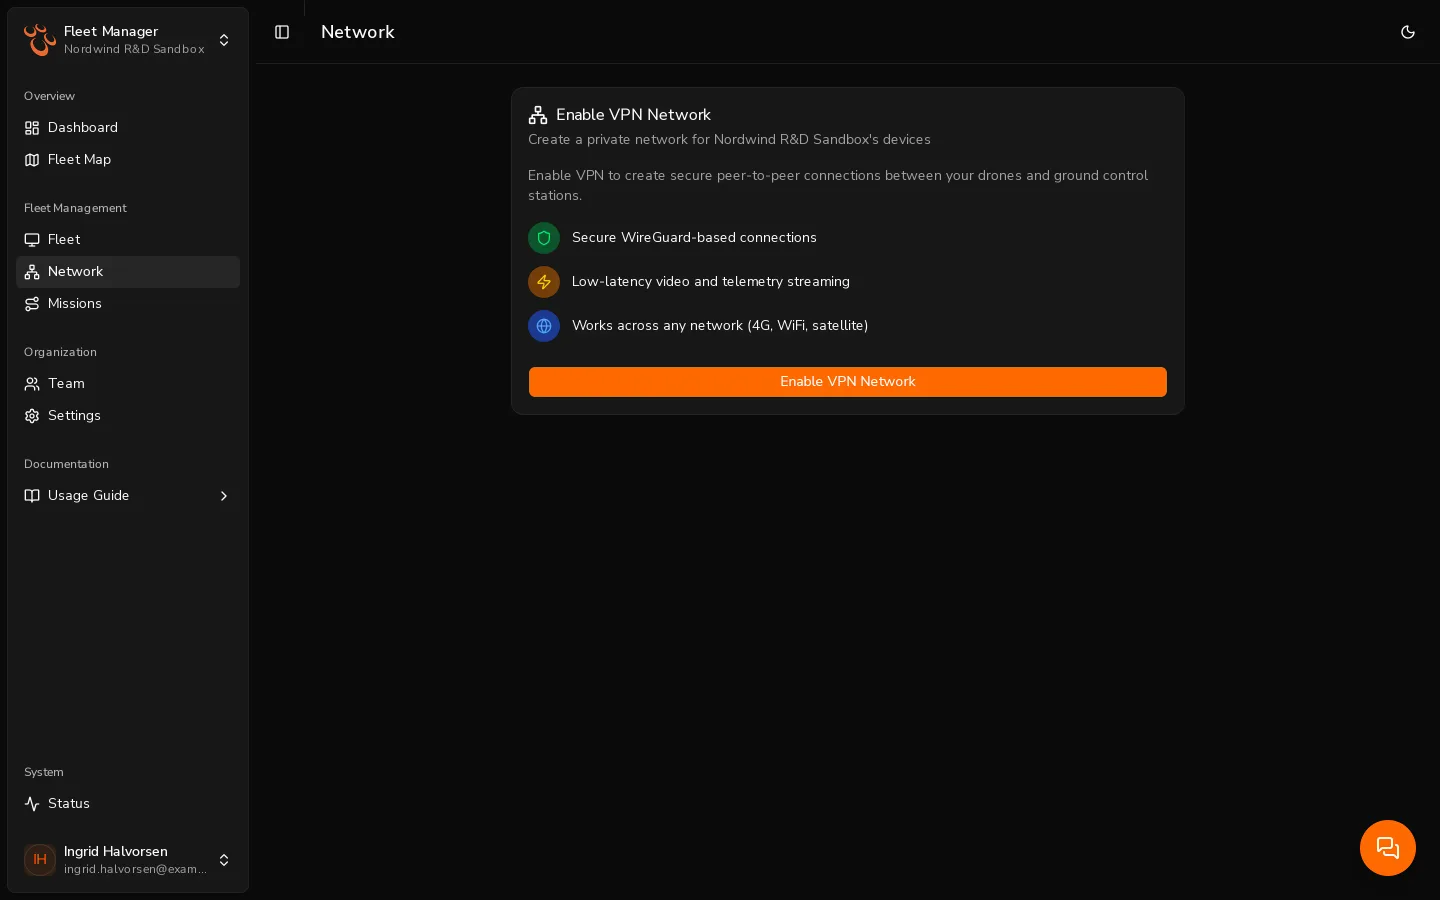 Fleet Manager
Nordwind R&D Sandbox
Overview
Dashboard
Fleet Map
Fleet Management
Fleet
Network
Missions
Organization
Team
Settings
Documentation
Usage Guide
System
Status
IH
Ingrid Halvorsen
ingrid.halvorsen@exam...
Network
Enable VPN Network
Create a private network for Nordwind R&D Sandbox's devices
Enable VPN to create secure peer-to-peer connections between your drones and ground control
stations.
Secure WireGuard-based connections
Low-latency video and telemetry streaming
Works across any network (4G, WiFi, satellite)
Enable VPN Network